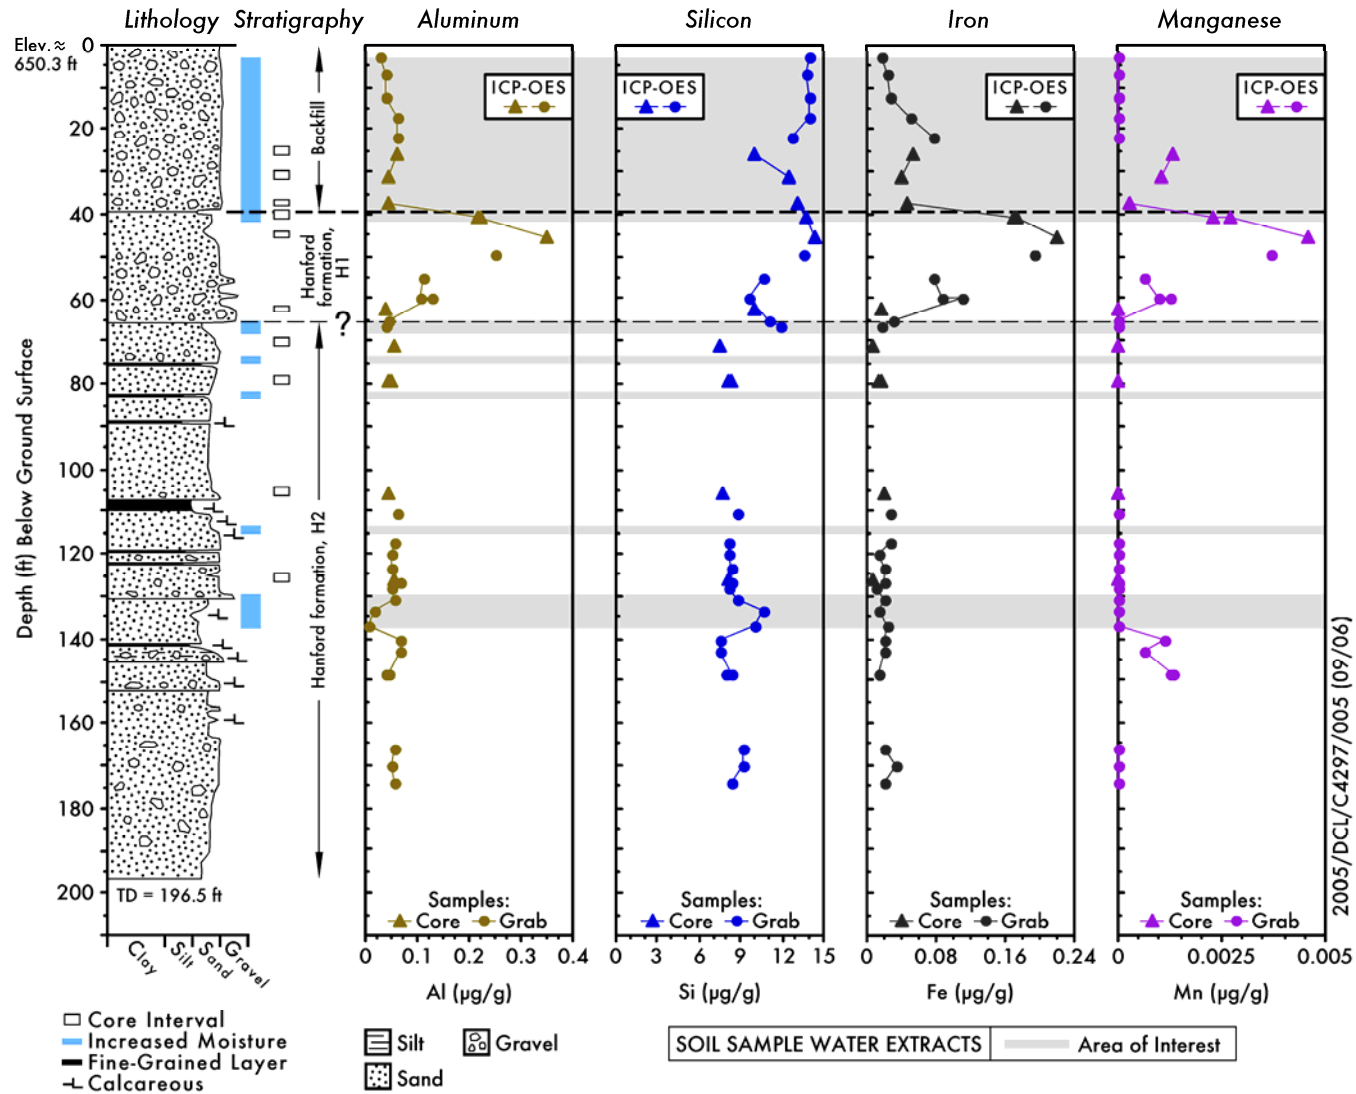 Lithology Stratigraphy Aluminum Silicon Iron Manganese
Elev. ≈
650.3 ft
0
20
40
60
80
100
120
140
160
180
200
Depth (ft) Below Ground Surface
Backfill
Hanford
formation,
H1
?
Hanford formation, H2
ICP-OES
ICP-OES
ICP-OES
ICP-OES
TD = 196.5 ft
Samples:
Core Grab
Samples:
Core Grab
Samples:
Core Grab
Samples:
Core Grab
Clay Silt Sand Gravel
0 0.1 0.2 0.3 0.4
0 3 6 9 12 15
0 0.08 0.16 0.24
0 0.0025 0.005
Al (µg/g) Si (µg/g) Fe (µg/g) Mn (µg/g)
2005/DCL/C4297/005 (09/06)
Core Interval
Increased Moisture
Fine-Grained Layer
Calcareous
Silt Gravel
Sand
SOIL SAMPLE WATER EXTRACTS Area of Interest